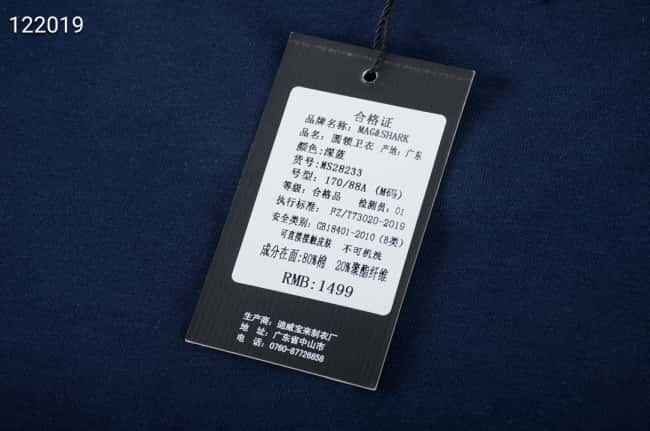 122019
合格证
品牌名称: MAG&SHARK
品名: 圆领卫衣 产地: 广东
颜色:深蓝
货号:MS28233
号型: 170/88A (M码)
等级: 合格品 检测员: 01
执行标准: FZ/T73020-2019
安全类别: GB18401-2010 (B类)
可直接接触皮肤 不可机洗
成分在面:80%棉 20%聚酯纤维
RMB:1499
生产商: 迪威宝来制衣厂
地 址: 广东省中山市
电 话: 0760-87726858